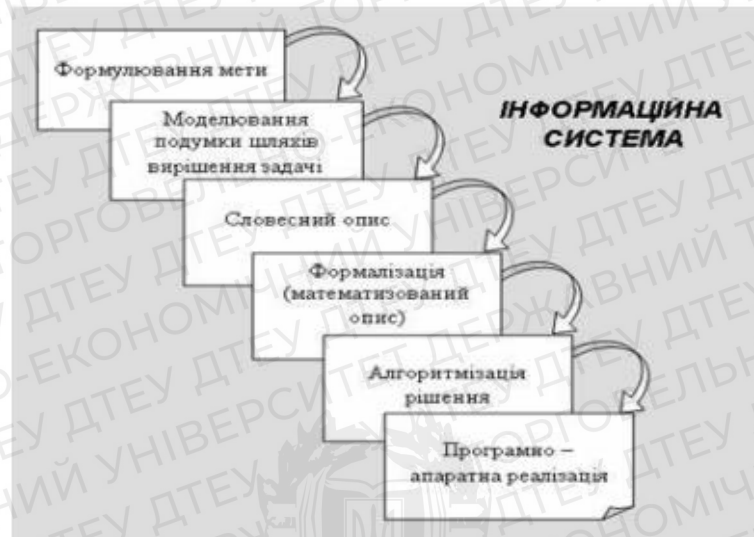 Формулювання мети
Моделювання
подумки шляхів
вирішення задачі
ІНФОРМАЦІЙНА
СИСТЕМА
Словесний опис
Формалізація
(математизований
опис)
Алгоритмізація
рішення
Програмно –
апаратна реалізація